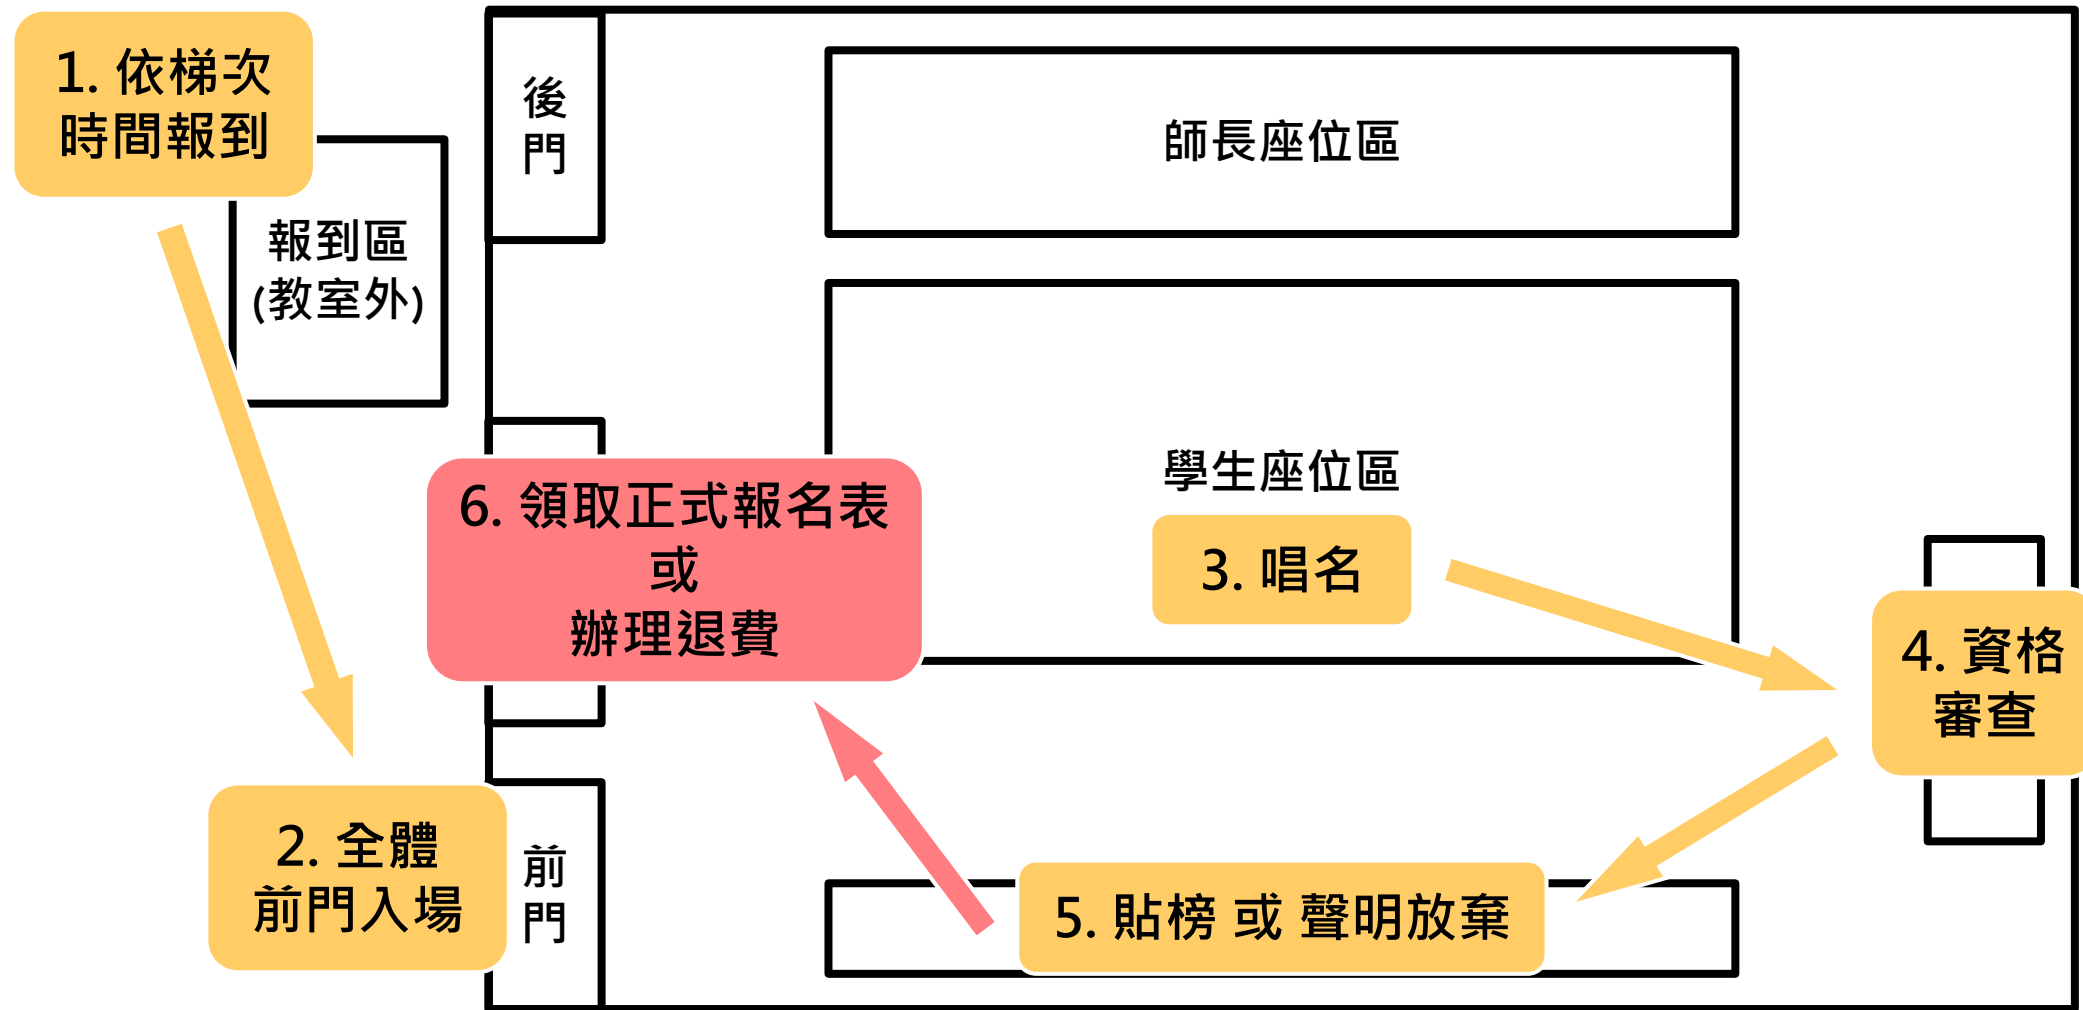 1. 依梯次
時間報到
後
門
師長座位區
報到區
(教室外)
學生座位區
6. 領取正式報名表
或
辦理退費
3. 唱名
4. 資格
審查
2. 全體
前門入場
前
門
5. 貼榜 或 聲明放棄